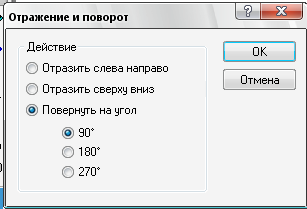 Отражение и поворот
Действие
Отразить слева направо
Отразить сверху вниз
Повернуть на угол
90°
180°
270°
OK
Отмена